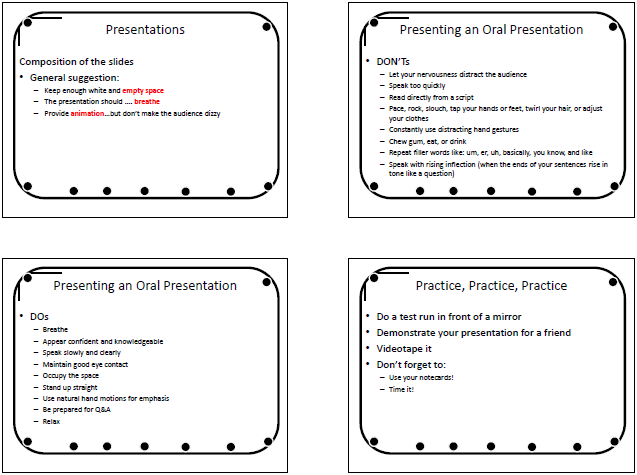 Presentations
Composition of the slides
• General suggestion:
– Keep enough white and empty space
– The presentation should .... breathe
– Provide animation...but don't make the audience dizzy
Presenting an Oral Presentation
• DON'Ts
– Let your nervousness distract the audience
– Speak too quickly
– Read directly from a script
– Pace, rock, slouch, tap your hands or feet, twirl your hair, or adjust
your clothes
– Constantly use distracting hand gestures
– Chew gum, eat, or drink
– Repeat filler words like: um, er, uh, basically, you know, and like
– Speak with rising inflection (when the ends of your sentences rise in
tone like a question)
Presenting an Oral Presentation
• DOs
– Breathe
– Appear confident and knowledgeable
– Speak slowly and clearly
– Maintain good eye contact
– Occupy the space
– Stand up straight
– Use natural hand motions for emphasis
– Be prepared for Q&A
– Relax
Practice, Practice, Practice
• Do a test run in front of a mirror
• Demonstrate your presentation for a friend
• Videotape it
• Don't forget to:
– Use your notecards!
– Time it!